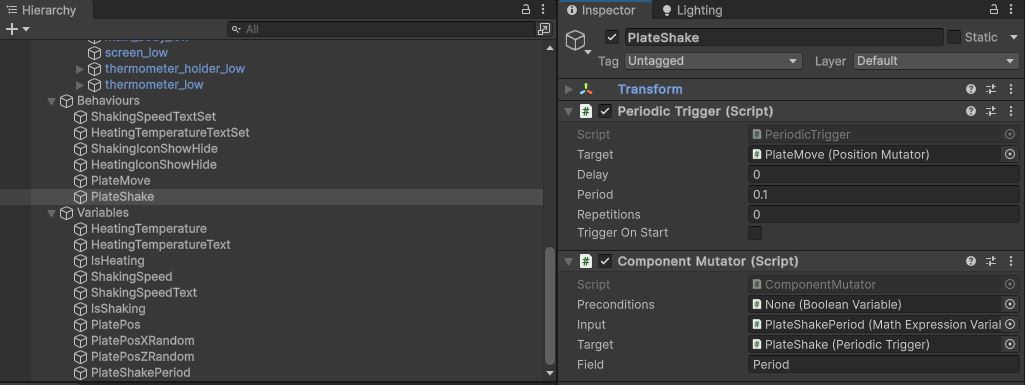 Hierarchy
All
screen_low
thermometer_holder_low
thermometer_low
Behaviours
ShakingSpeedTextSet
HeatingTemperatureTextSet
ShakingIconShowHide
HeatingIconShowHide
PlateMove
PlateShake
Variables
HeatingTemperature
HeatingTemperatureText
IsHeating
ShakingSpeed
ShakingSpeedText
IsShaking
PlatePos
PlatePosXRandom
PlatePosZRandom
PlateShakePeriod
Inspector Lighting
PlateShake Static
Tag Untagged Layer Default
Transform
# Periodic Trigger (Script)
Script # PeriodicTrigger
Target # PlateMove (Position Mutator)
Delay 0
Period 0.1
Repetitions 0
Trigger On Start
# Component Mutator (Script)
Script # ComponentMutator
Preconditions # None (Boolean Variable)
Input # PlateShakePeriod (Math Expression Varial
Target # PlateShake (Periodic Trigger)
Field Period